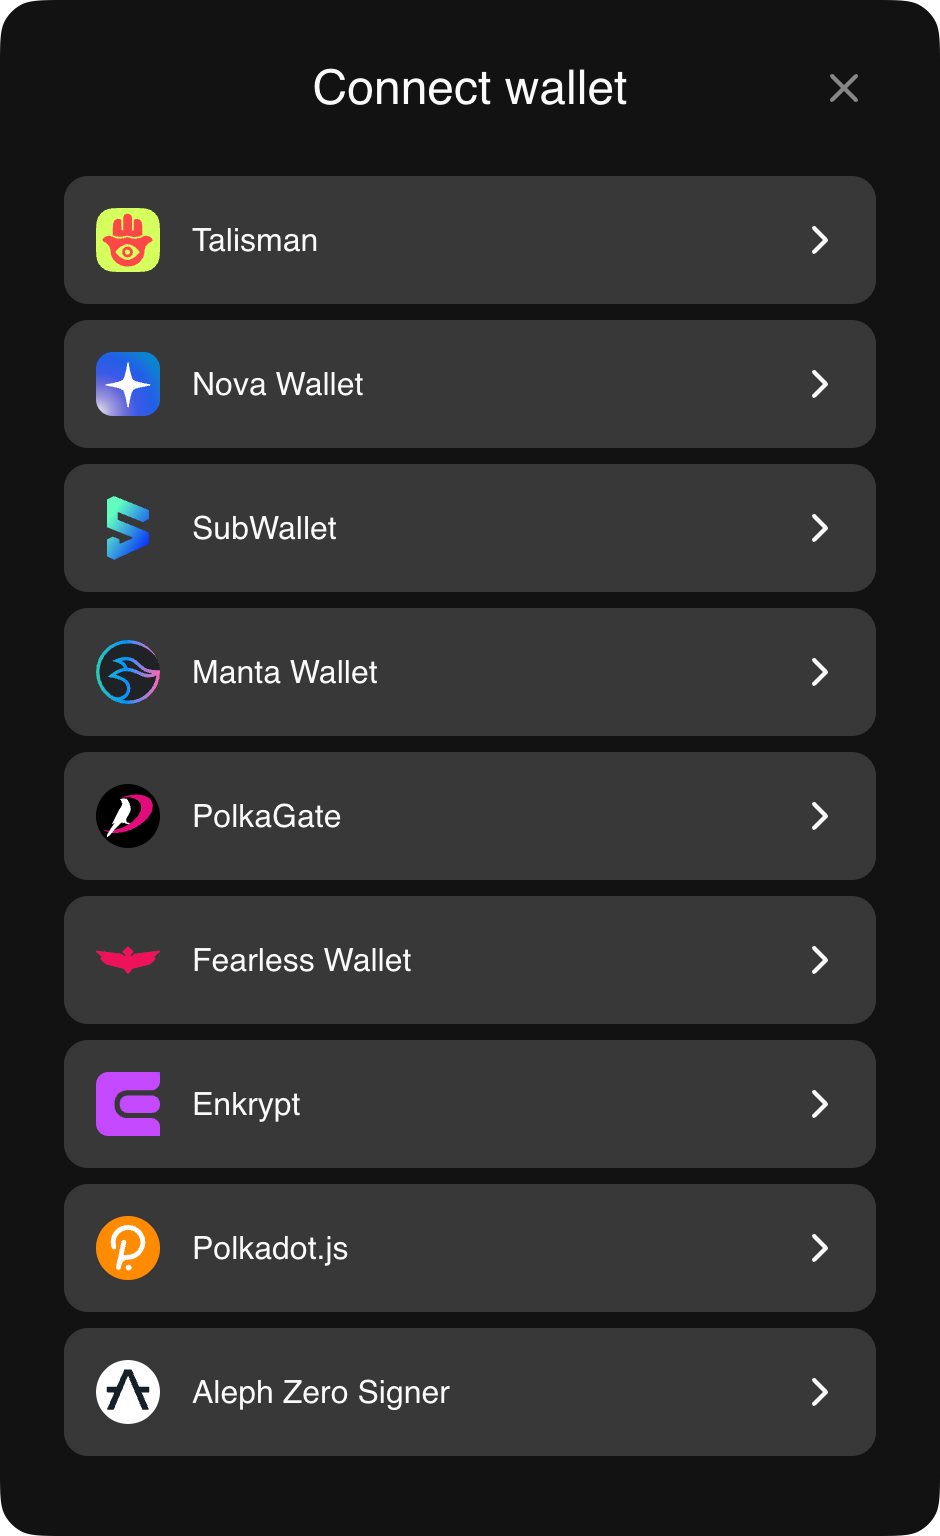 Connect wallet
Talisman
Nova Wallet
SubWallet
Manta Wallet
PolkaGate
Fearless Wallet
Enkrypt
Polkadot.js
Aleph Zero Signer